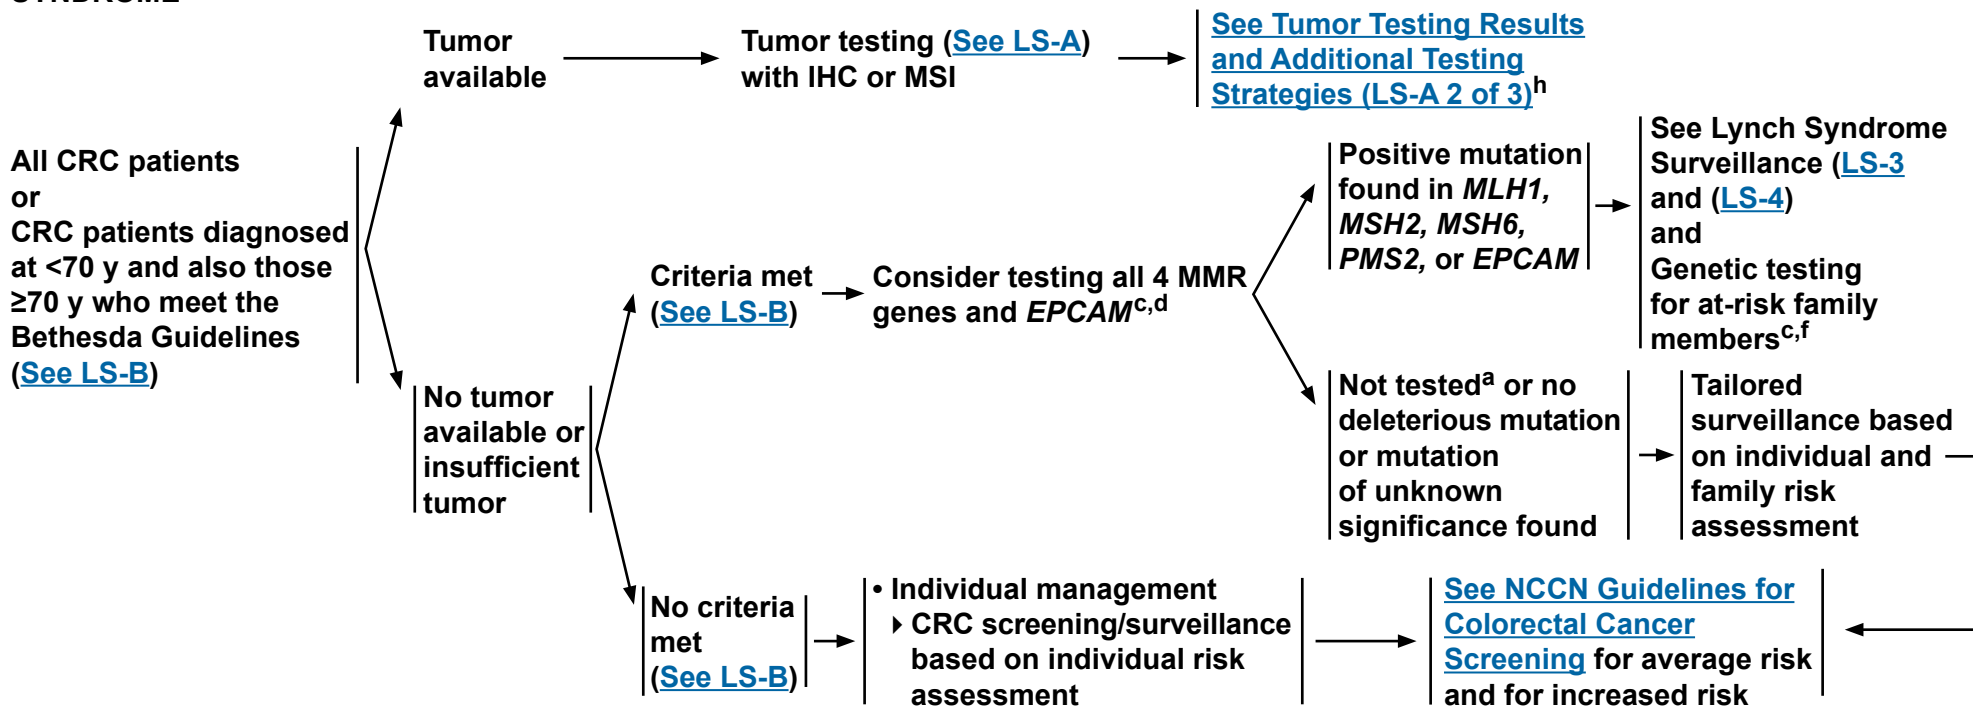 Tumor
available
Tumor testing (See LS-A)
with IHC or MSI
See Tumor Testing Results
and Additional Testing
Strategies (LS-A 2 of 3)h
All CRC patients
or
CRC patients diagnosed
at <70 y and also those
≥70 y who meet the
Bethesda Guidelines
(See LS-B)
No tumor
available or
insufficient
tumor
Criteria met
(See LS-B)
Consider testing all 4 MMR
genes and EPCAMc,d
Positive mutation
found in MLH1,
MSH2, MSH6,
PMS2, or EPCAM
See Lynch Syndrome
Surveillance (LS-3
and (LS-4)
and
Genetic testing
for at-risk family
membersc,f
Not testeda or no
deleterious mutation
or mutation
of unknown
significance found
Tailored
surveillance based
on individual and
family risk
assessment
No criteria
met
(See LS-B)
• Individual management
▸ CRC screening/surveillance
based on individual risk
assessment
See NCCN Guidelines for
Colorectal Cancer
Screening for average risk
and for increased risk